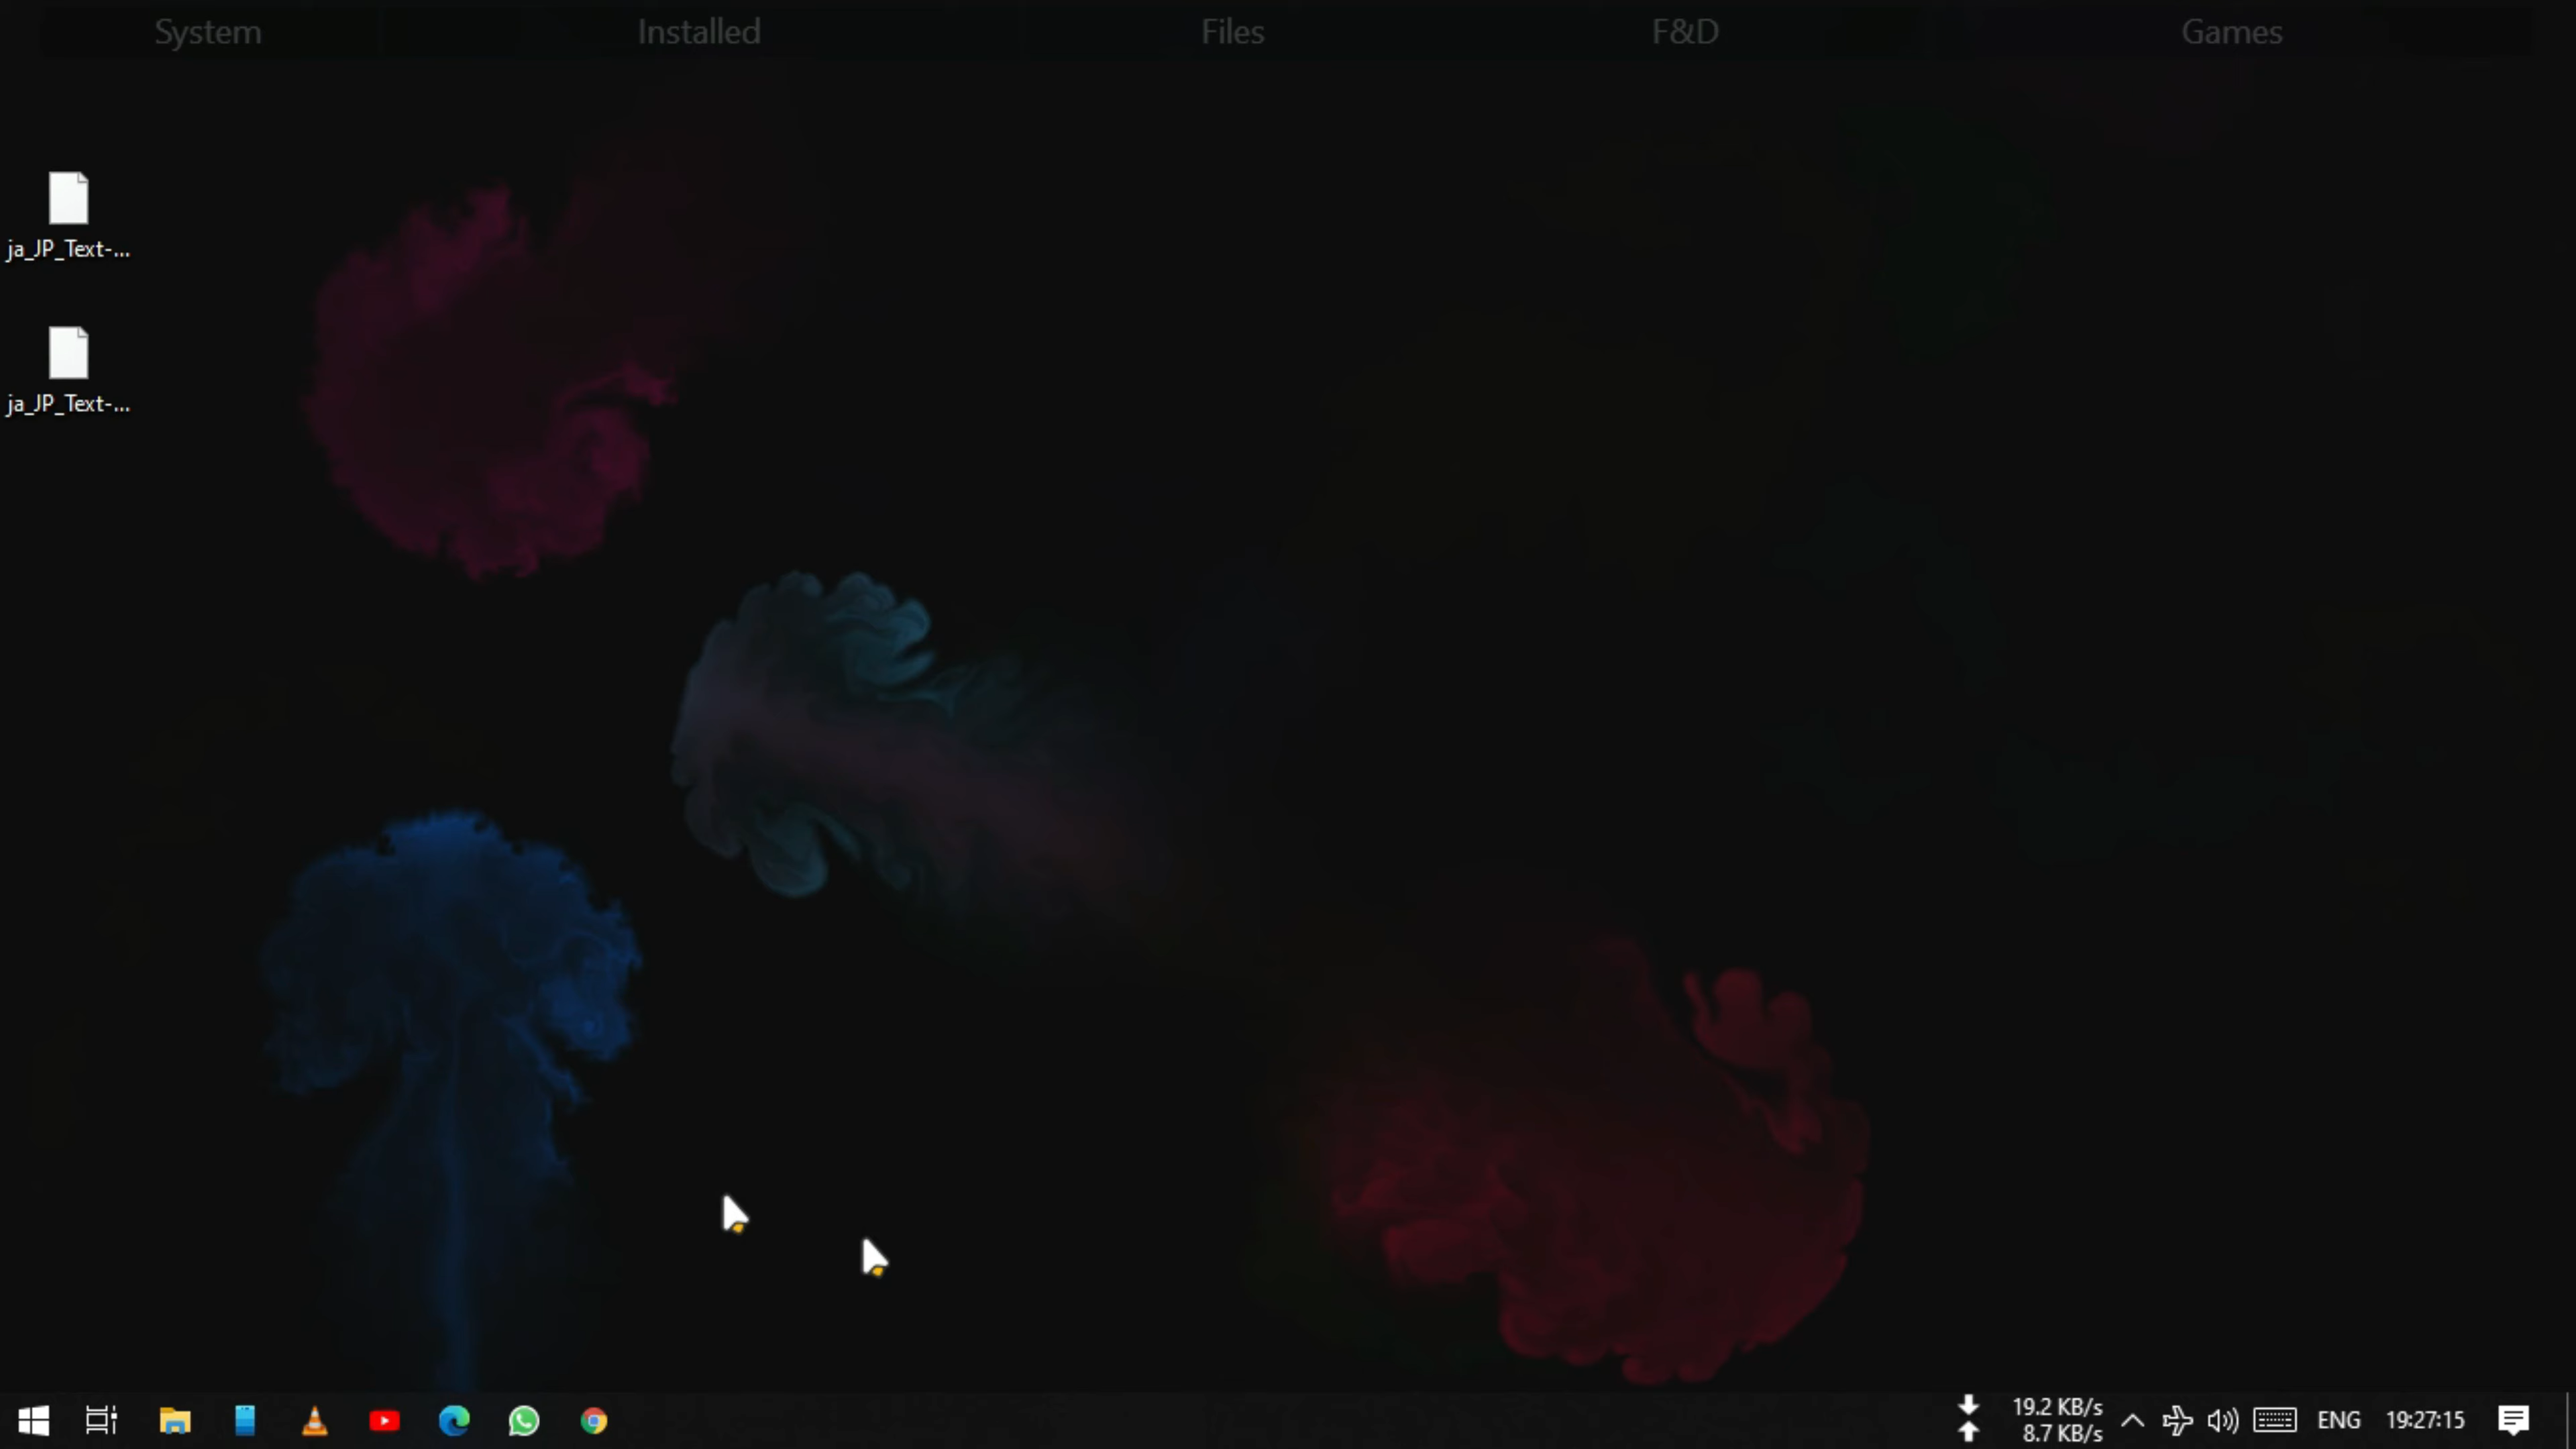 System
Installed
Files
F&D
Games
ja_JP_Text-...
ja_JP_Text-...
19.2 KB/s
8.7 KB/s
ENG
19:27:15